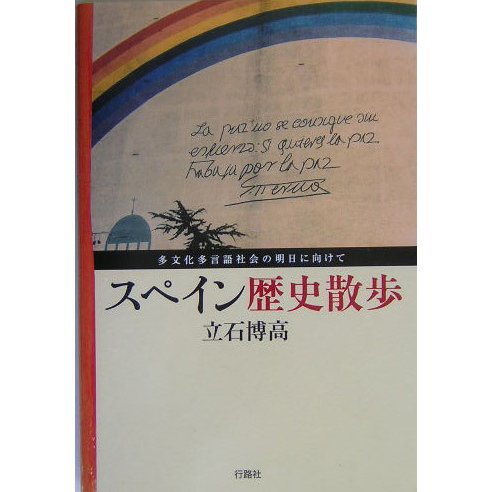 La paz no se consigue sin
esfuerzo. Si quieres la paz
trabaja por la paz
多文化多言語社会の明日に向けて
スペイン歴史散歩
立石博高
行路社